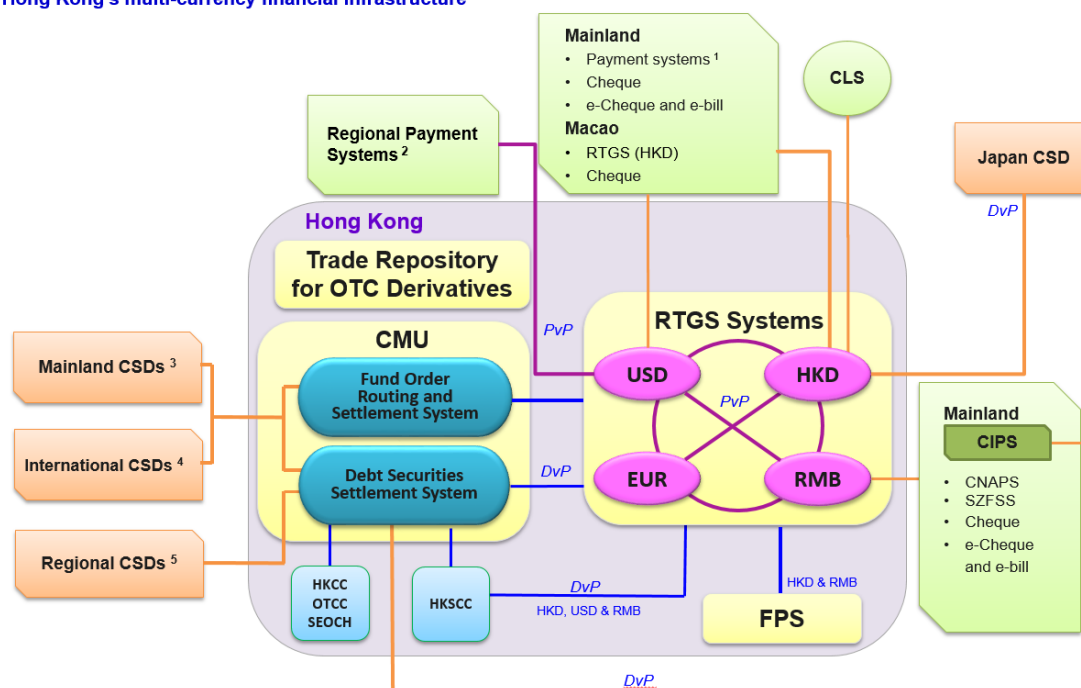 Hong Kong's multi-currency financial infrastructure
Mainland
• Payment systems ¹
• Cheque
• e-Cheque and e-bill
Macao
• RTGS (HKD)
• Cheque
CLS
Regional Payment
Systems ²
Japan CSD
DvP
Hong Kong
Trade Repository
for OTC Derivatives
PvP
RTGS Systems
CMU
Mainland CSDs ³
Fund Order
Routing and
Settlement System
USD
HKD
PvP
Mainland
CIPS
International CSDs ⁴
Debt Securities
Settlement System
DvP
EUR
RMB
• CNAPS
• SZFSS
• Cheque
• e-Cheque
and e-bill
Regional CSDs ⁵
HKCC
OTCC
SEOCH
HKSCC
DvP
HKD, USD & RMB
HKD & RMB
FPS
DvP